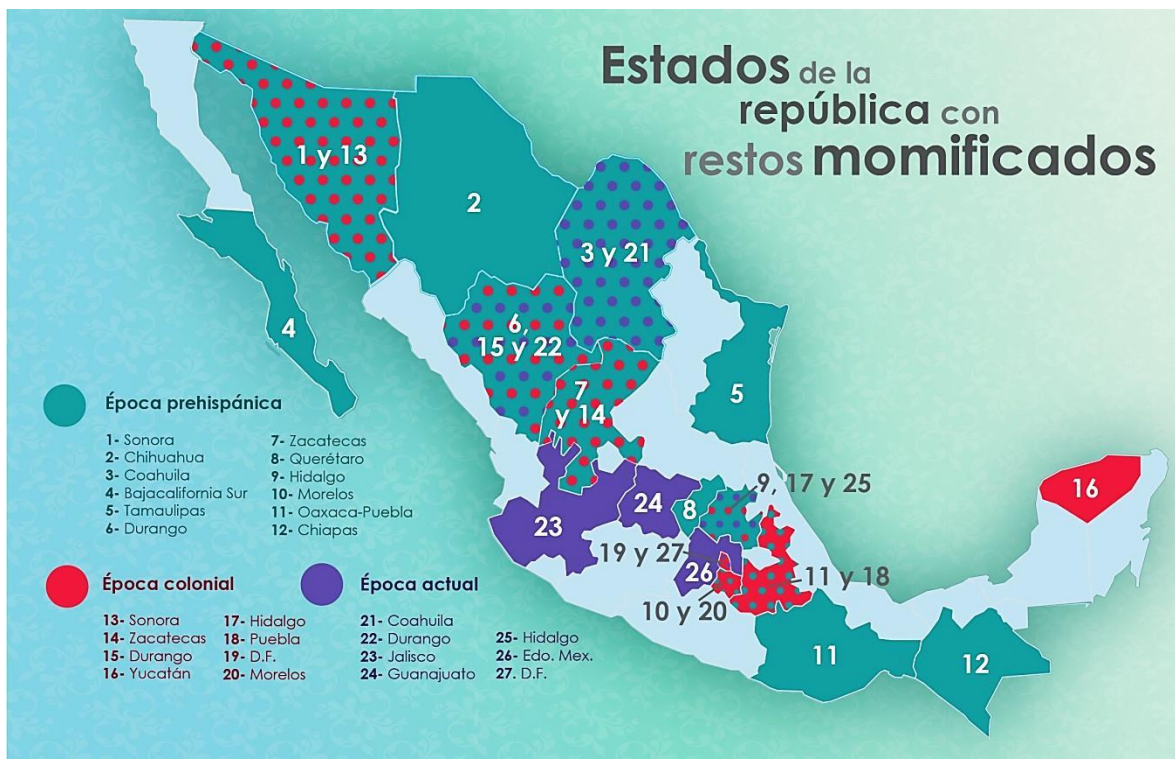 Estados de la
república con
restos momificados
1 y 13
2
3 y 21
4
6,
15 y 22
7
y 14
5
23
24
8
9, 17 y 25
16
19 y 27
26
10 y 20
11 y 18
11
12
Época prehispánica
1- Sonora
2- Chihuahua
3- Coahuila
4- Bajacalifornia Sur
5- Tamaulipas
6- Durango
7- Zacatecas
8- Querétaro
9- Hidalgo
10- Morelos
11- Oaxaca-Puebla
12- Chiapas
Época colonial
13- Sonora
14- Zacatecas
15- Durango
16- Yucatán
17- Hidalgo
18- Puebla
19- D.F.
20- Morelos
Época actual
21- Coahuila
22- Durango
23- Jalisco
24- Guanajuato
25- Hidalgo
26- Edo. Mex.
27. D.F.